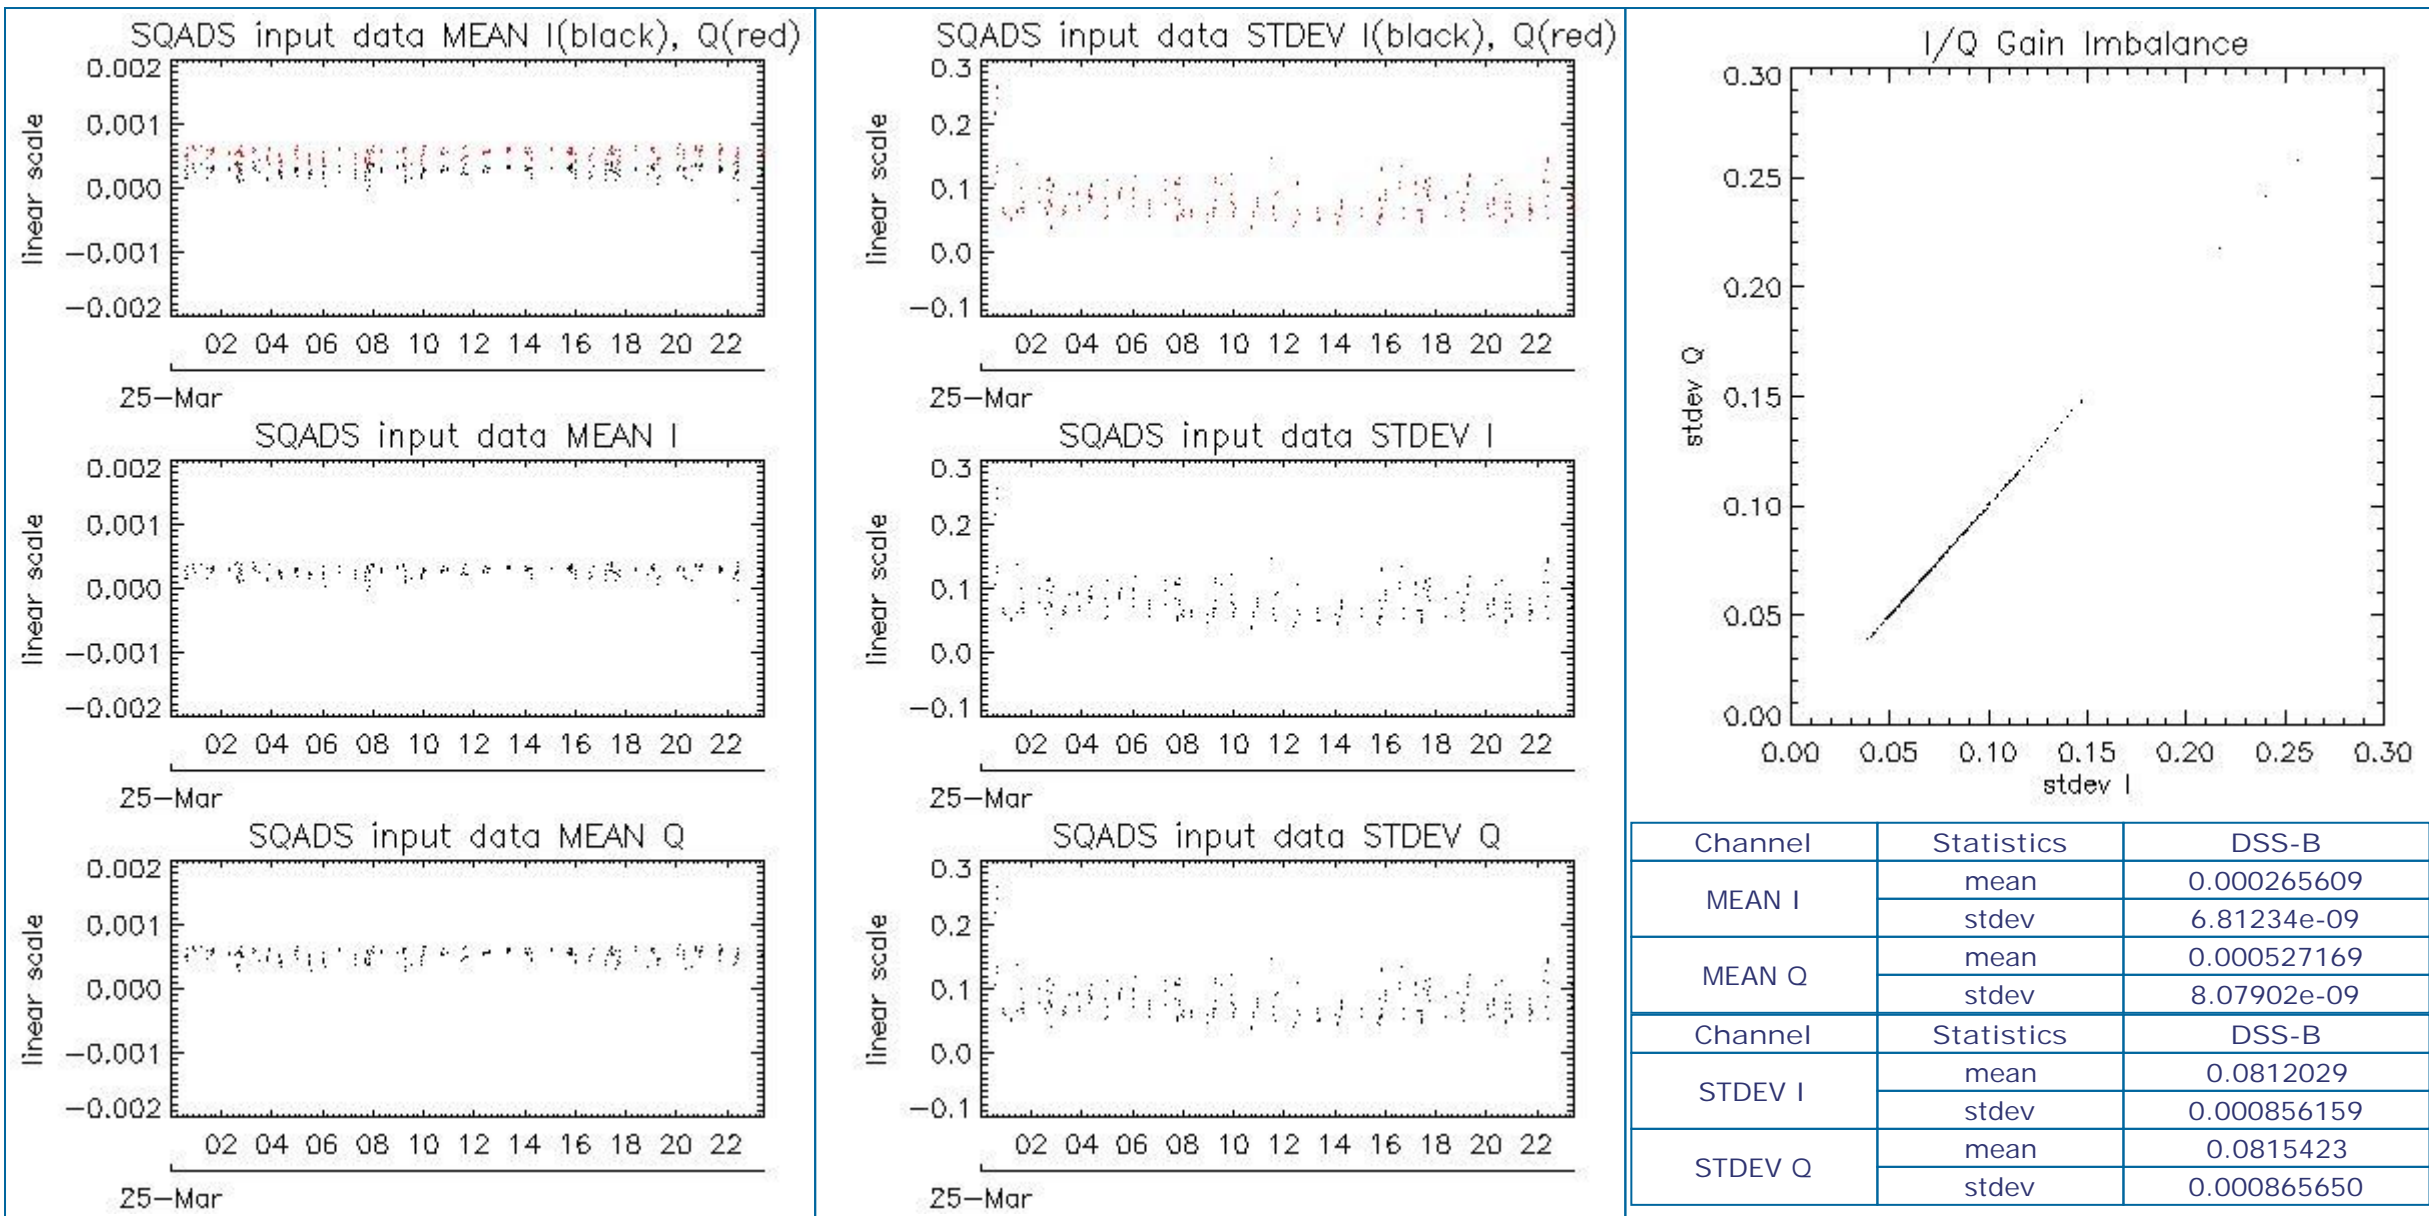 SQADS input data MEAN I(black), Q(red)
0.002
0.001
0.000
−0.001
−0.002
linear scale
02 04 06 08 10 12 14 16 18 20 22
25−Mar
SQADS input data MEAN I
0.002
0.001
0.000
−0.001
−0.002
linear scale
02 04 06 08 10 12 14 16 18 20 22
25−Mar
SQADS input data MEAN Q
0.002
0.001
0.000
−0.001
−0.002
linear scale
02 04 06 08 10 12 14 16 18 20 22
25−Mar
SQADS input data STDEV I(black), Q(red)
0.3
0.2
0.1
0.0
−0.1
linear scale
02 04 06 08 10 12 14 16 18 20 22
25−Mar
SQADS input data STDEV I
0.3
0.2
0.1
0.0
−0.1
linear scale
02 04 06 08 10 12 14 16 18 20 22
25−Mar
SQADS input data STDEV Q
0.3
0.2
0.1
0.0
−0.1
linear scale
02 04 06 08 10 12 14 16 18 20 22
25−Mar
I/Q Gain Imbalance
0.30
0.25
0.20
0.15
0.10
0.05
0.00
stdev Q
0.00 0.05 0.10 0.15 0.20 0.25 0.30
stdev I
Channel Statistics DSS-B
MEAN I mean 0.000265609
stdev 6.81234e-09
MEAN Q mean 0.000527169
stdev 8.07902e-09
Channel Statistics DSS-B
STDEV I mean 0.0812029
stdev 0.000856159
STDEV Q mean 0.0815423
stdev 0.000865650